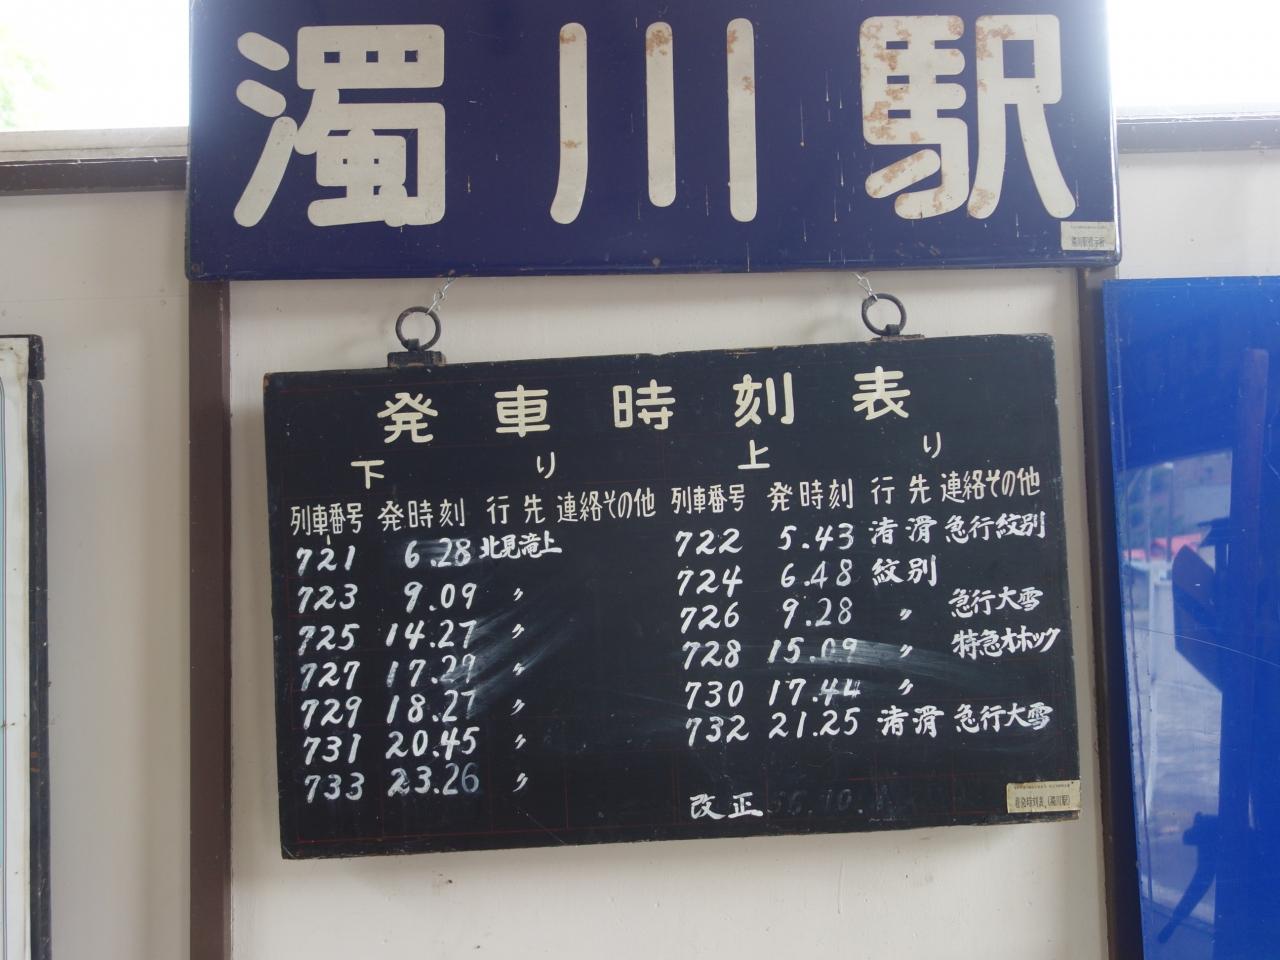 濁川駅
発車時刻表
下り 上り
列車番号 発時刻 行先 連絡その他 列車番号 発時刻 行先 連絡その他
721 6.28 北見滝上 722 5.43 渚滑 急行紋別
723 9.09 〃 724 6.48 紋別
725 14.27 〃 726 9.28 〃 急行大雪
727 17.29 〃 728 15.09 〃 特急オホツク
729 18.27 〃 730 17.44 〃
731 20.45 〃 732 21.25 渚滑 急行大雪
733 23.26 〃
改正